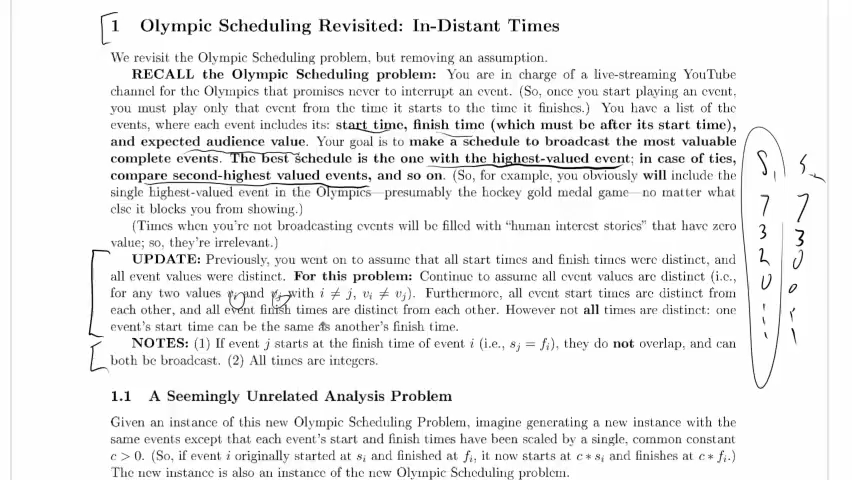 1 Olympic Scheduling Revisited: In-Distant Times
We revisit the Olympic Scheduling problem, but removing an assumption.
RECALL the Olympic Scheduling problem: You are in charge of a live-streaming YouTube
channel for the Olympics that promises never to interrupt an event. (So, once you start playing an event,
you must play only that event from the time it starts to the time it finishes.) You have a list of the
events, where each event includes its: start time, finish time (which must be after its start time),
and expected audience value. Your goal is to make a schedule to broadcast the most valuable
complete events. The best schedule is the one with the highest-valued event; in case of ties,
compare second-highest valued events, and so on. (So, for example, you obviously will include the
single highest-valued event in the Olympics—presumably the hockey gold medal game—no matter what
else it blocks you from showing.)
(Times when you're not broadcasting events will be filled with "human interest stories" that have zero
value; so, they're irrelevant.)
UPDATE: Previously, you went on to assume that all start times and finish times were distinct, and
all event values were distinct. For this problem: Continue to assume all event values are distinct (i.e.,
for any two values v_i and v_j with i ≠ j, v_i ≠ v_j). Furthermore, all event start times are distinct from
each other, and all event finish times are distinct from each other. However not all times are distinct: one
event's start time can be the same as another's finish time.
NOTES: (1) If event j starts at the finish time of event i (i.e., s_j = f_i), they do not overlap, and can
both be broadcast. (2) All times are integers.
1.1 A Seemingly Unrelated Analysis Problem
Given an instance of this new Olympic Scheduling Problem, imagine generating a new instance with the
same events except that each event's start and finish times have been scaled by a single, common constant
c > 0. (So, if event i originally started at s_i and finished at f_i, it now starts at c * s_i and finishes at c * f_i.)
The new instance is also an instance of the new Olympic Scheduling problem.
S_1 S_2
7 7
3 3
2 0
0 0